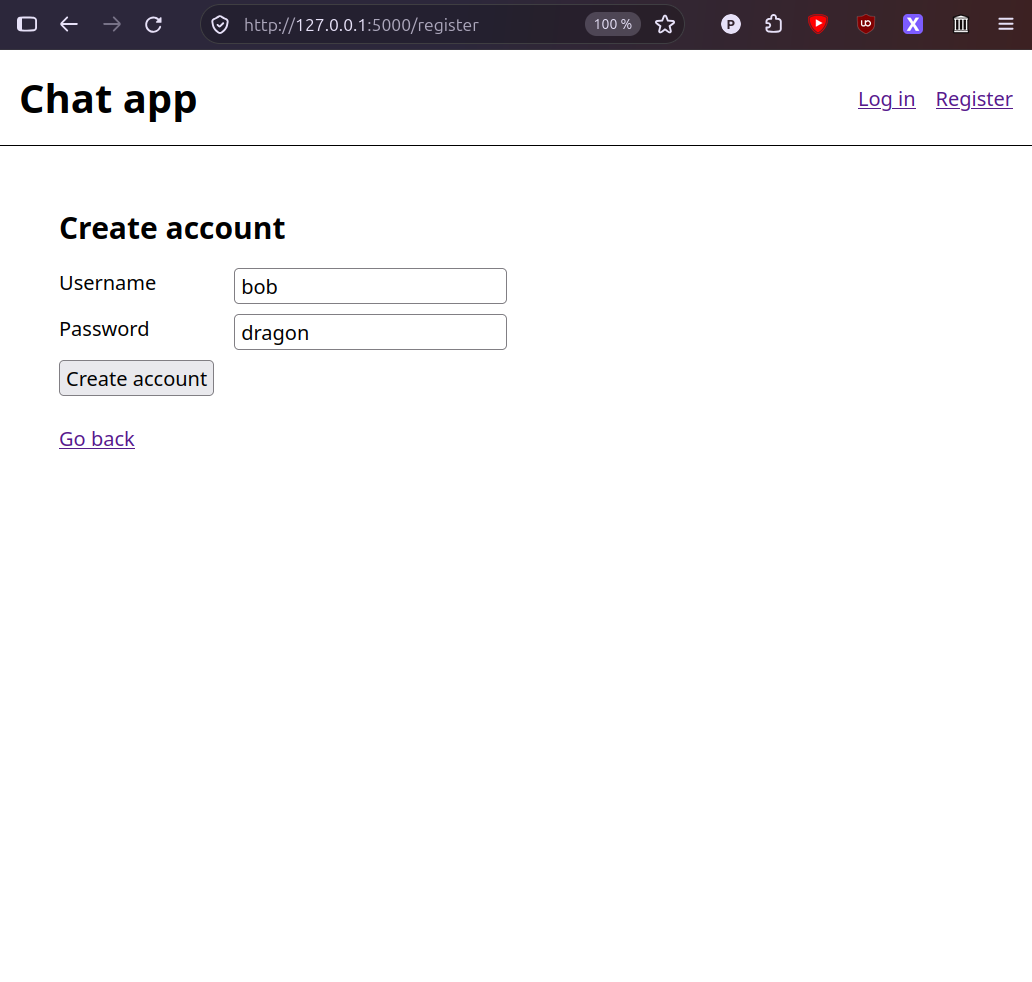 http://127.0.0.1:5000/register 100 % P UO X
Chat app Log in Register
Create account
Username bob
Password dragon
Create account
Go back